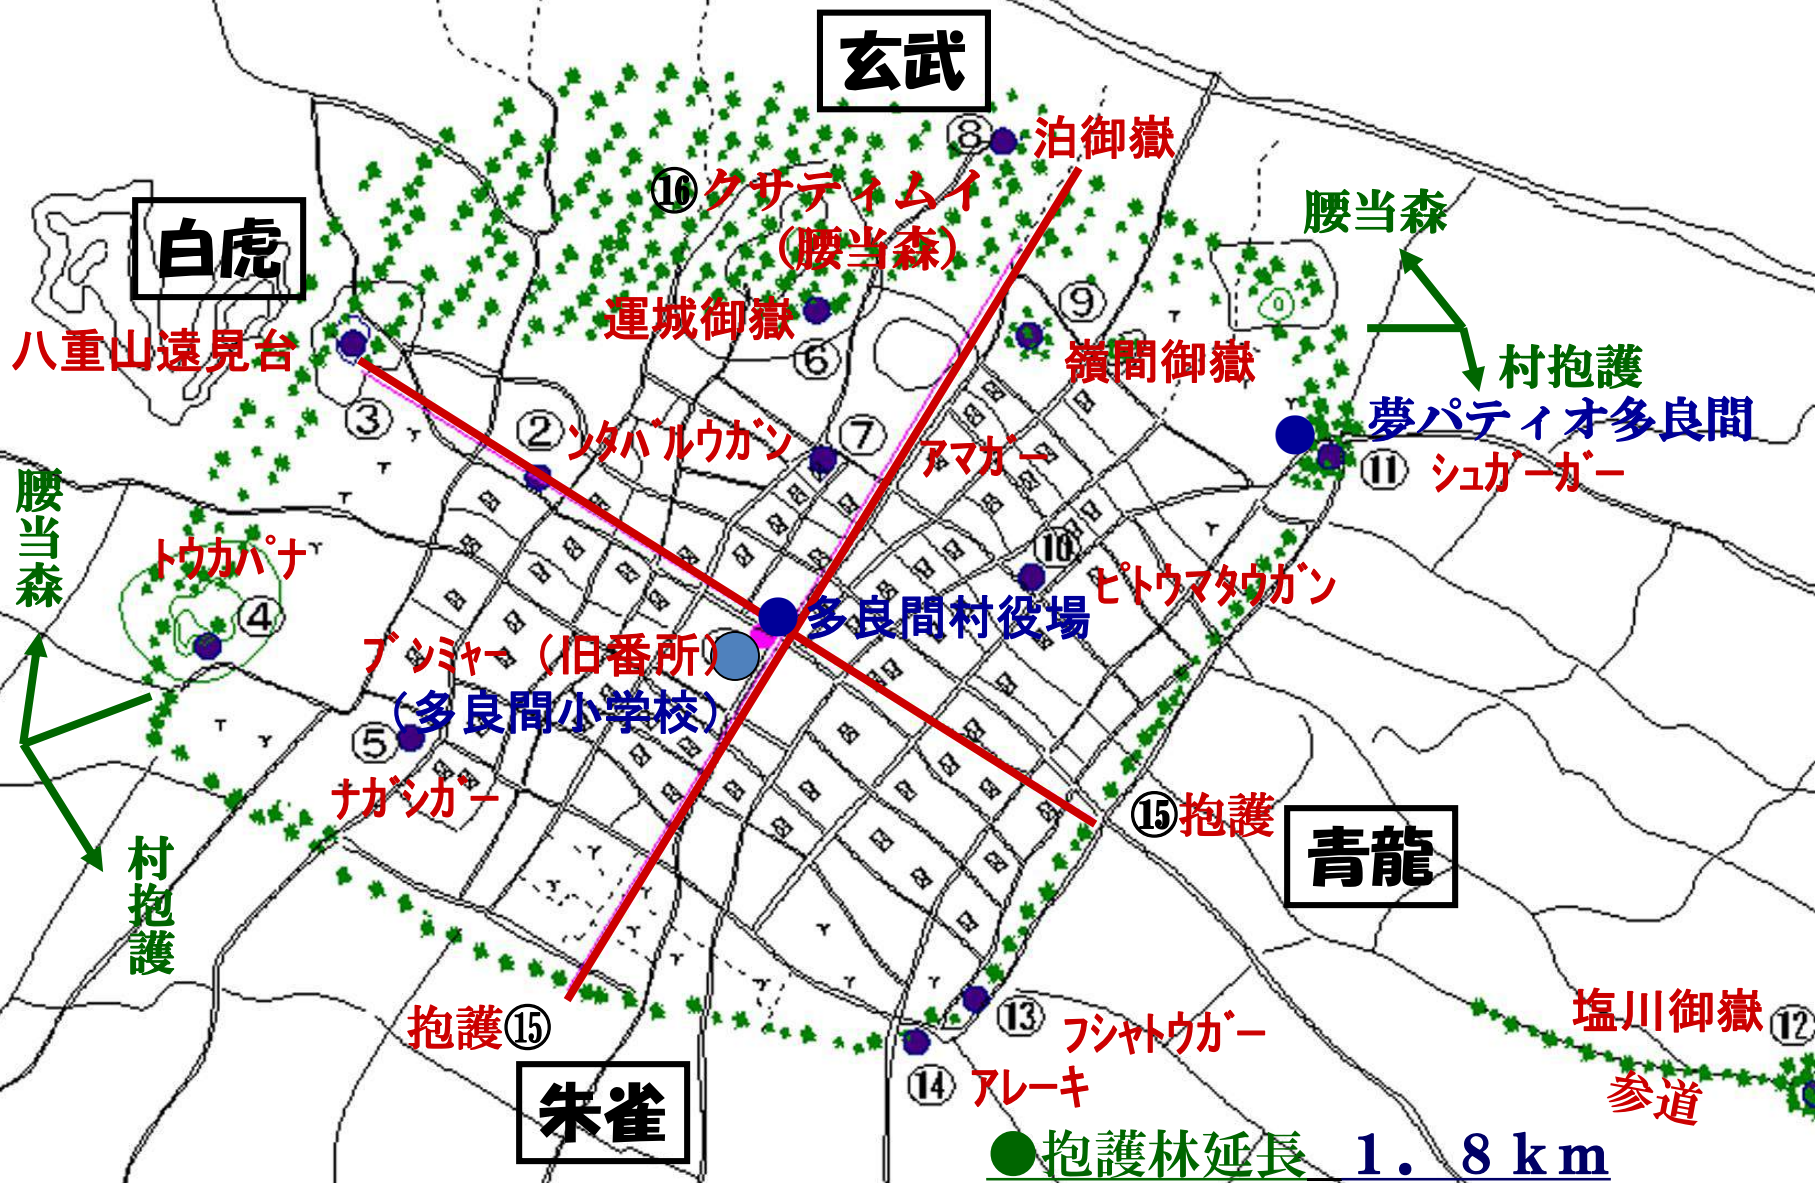 玄武
⑧
泊御嶽
⑯クサティムイ
(腰当森)
腰当森
白虎
運城御嶽
⑥
⑨
嶺間御嶽
八重山遠見台
③
村抱護
夢パティオ多良間
②
ンタバルウガン
⑦
アマガー
⑪
シュガーガー
腰当森
トウカパナ
④
⑩
ピトウマタウガン
多良間村役場
ブンミャー(旧番所)
(多良間小学校)
⑤
ナガシガー
⑮抱護
青龍
村抱護
抱護⑮
⑬
フシャトウガー
塩川御嶽
⑫
参道
朱雀
⑭
アレーキ
●抱護林延長 1.8km